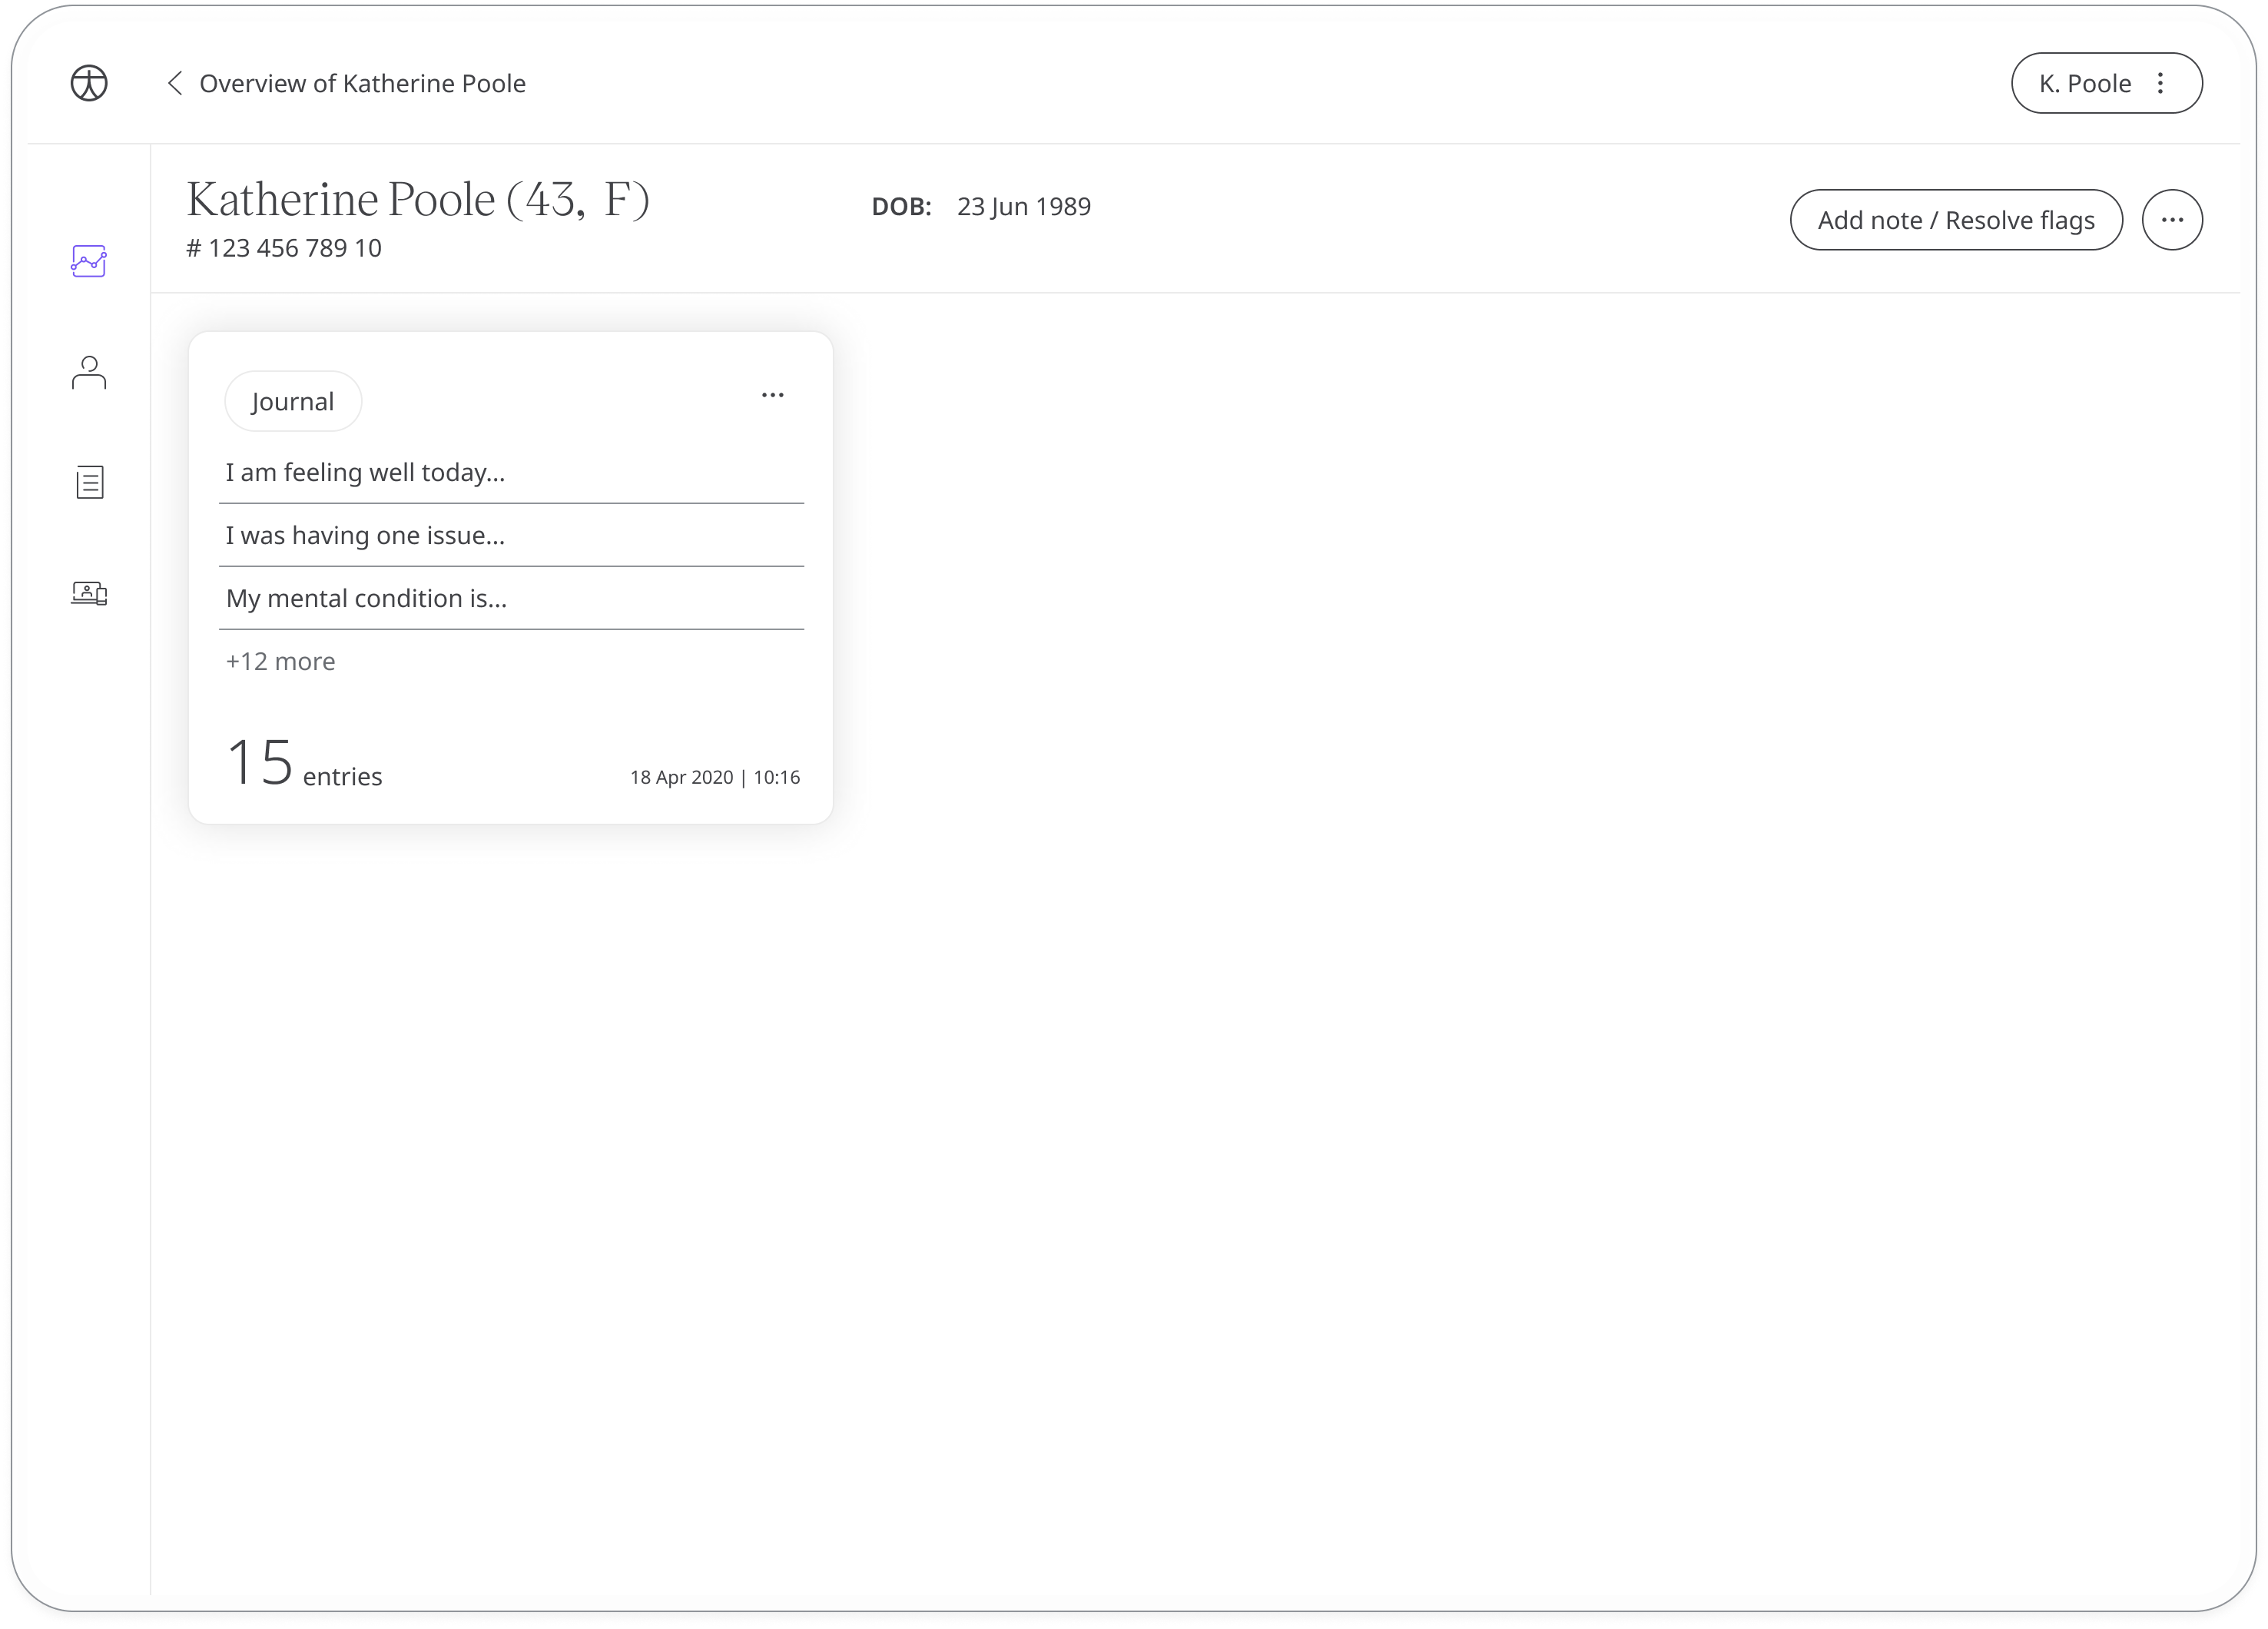 Overview of Katherine Poole
K. Poole
Katherine Poole (43, F)
# 123 456 789 10
DOB: 23 Jun 1989
Add note / Resolve flags
Journal
I am feeling well today...
I was having one issue...
My mental condition is...
+12 more
15 entries
18 Apr 2020 | 10:16